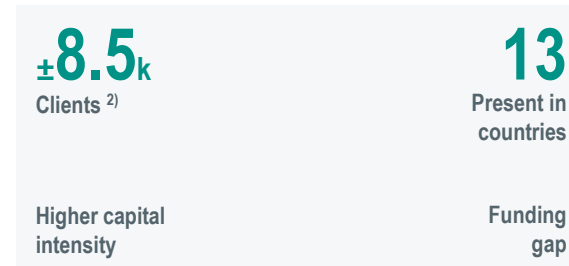 ±8.5k
Clients 2)
13
Present in
countries
Higher capital
intensity
Funding
gap